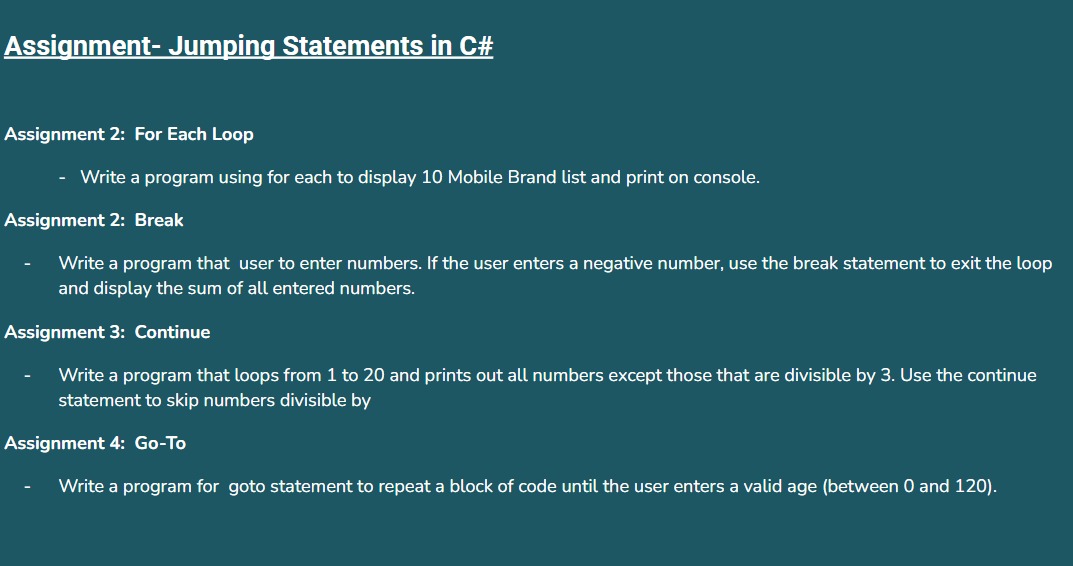 Assignment- Jumping Statements in C#
Assignment 2:  For Each Loop
- Write a program using for each to display 10 Mobile Brand list and print on console.
Assignment 2:  Break
- Write a program that  user to enter numbers. If the user enters a negative number, use the break statement to exit the loop
and display the sum of all entered numbers.
Assignment 3:  Continue
- Write a program that loops from 1 to 20 and prints out all numbers except those that are divisible by 3. Use the continue
statement to skip numbers divisible by
Assignment 4:  Go-To
- Write a program for  goto statement to repeat a block of code until the user enters a valid age (between 0 and 120).